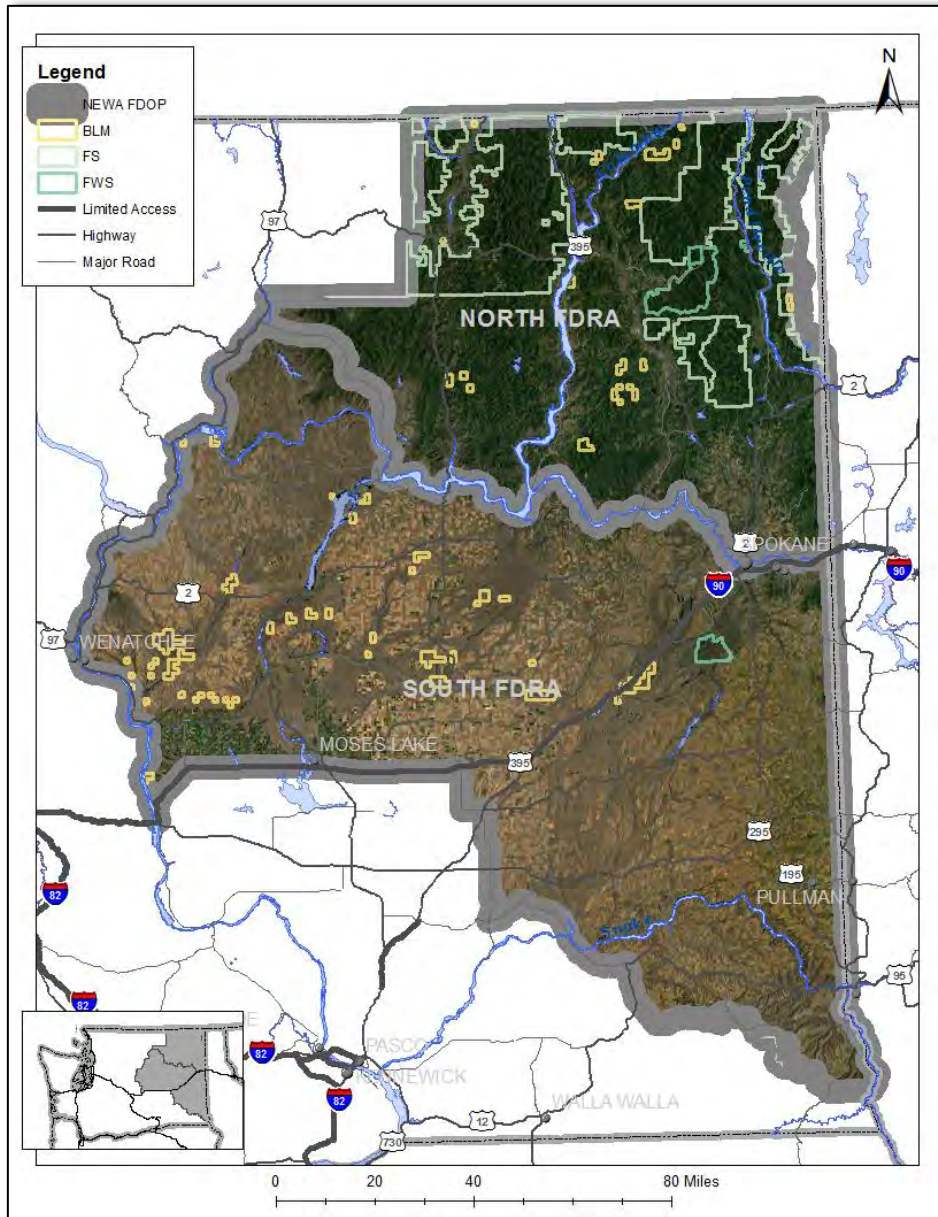 Legend
NEWA FDOP
BLM
FS
FWS
Limited Access
Highway
Major Road
N
97
395
NORTH FDRA
2
2
POKANE
90
90
2
97
WENATCHEE
SOUTH FDRA
MOSES LAKE
395
295
195
PULLMAN
82
Snake
95
82
82
PASCO
82
WALLA WALLA
12
730
0 20 40 80 Miles